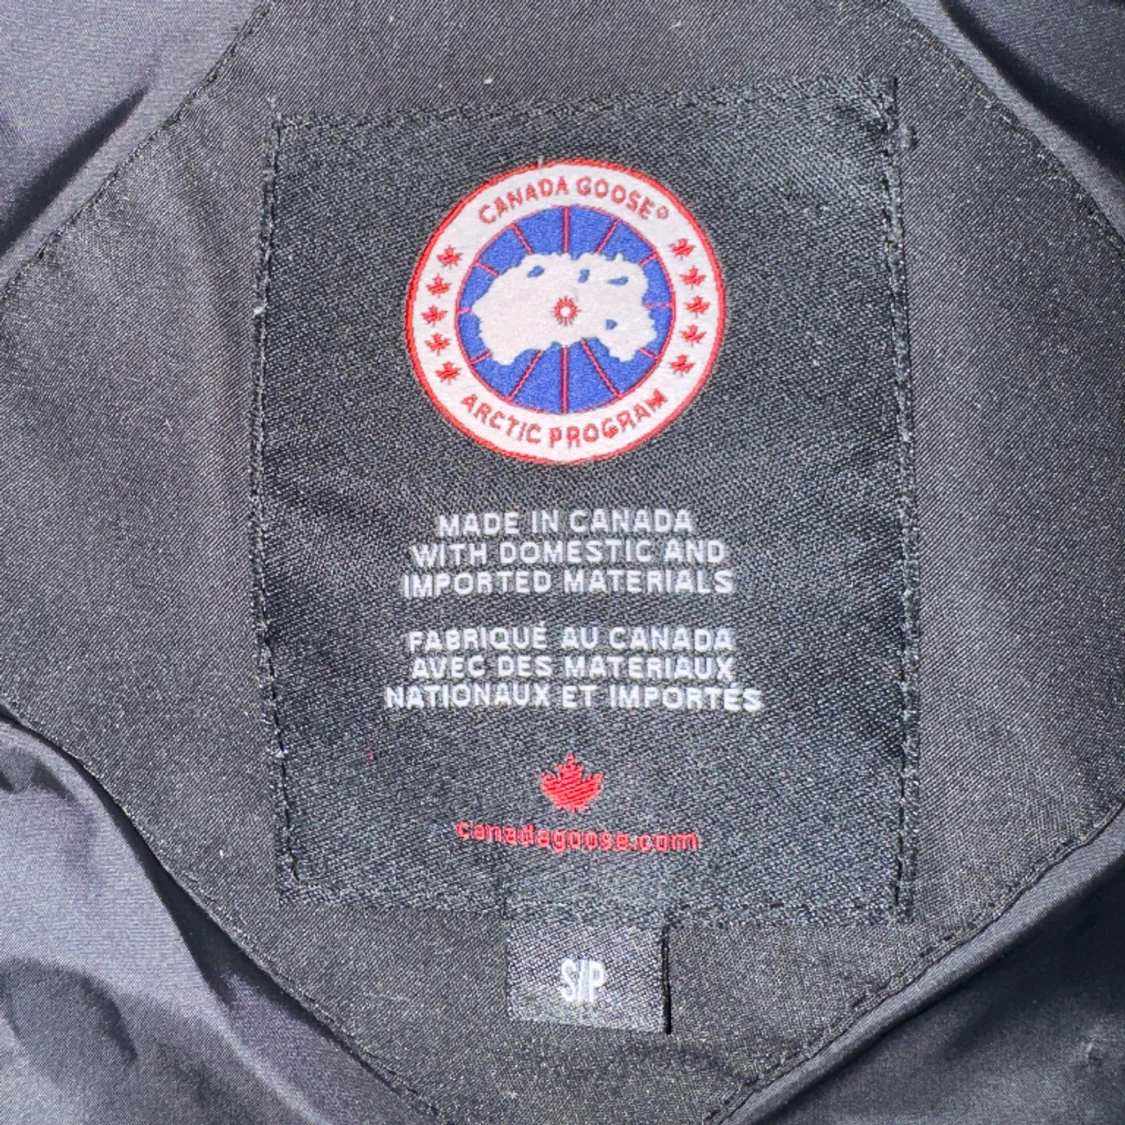 CANADA GOOSE®
ARCTIC PROGRAM
MADE IN CANADA
WITH DOMESTIC AND
IMPORTED MATERIALS
FABRIQUÉ AU CANADA
AVEC DES MATERIAUX
NATIONAUX ET IMPORTÉS
canadagoose.com
S/P